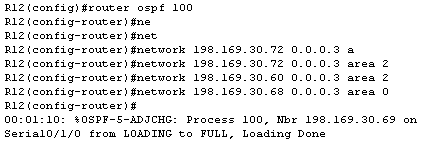 R12(config)#router ospf 100
R12(config-router)#ne
R12(config-router)#net
R12(config-router)#network 198.169.30.72 0.0.0.3 a
R12(config-router)#network 198.169.30.72 0.0.0.3 area 2
R12(config-router)#network 198.169.30.60 0.0.0.3 area 2
R12(config-router)#network 198.169.30.68 0.0.0.3 area 0
R12(config-router)#
00:01:10: %OSPF-5-ADJCHG: Process 100, Nbr 198.169.30.69 on
Serial0/1/0 from LOADING to FULL, Loading Done